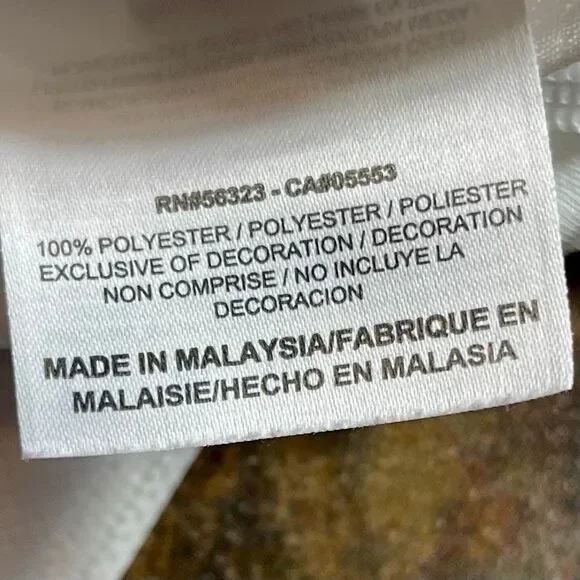 RN#56323 - CA#05553
100% POLYESTER / POLYESTER / POLIESTER
EXCLUSIVE OF DECORATION / DECORATION
NON COMPRISE / NO INCLUYE LA
DECORACION
MADE IN MALAYSIA/FABRIQUE EN
MALAISIE/HECHO EN MALASIA